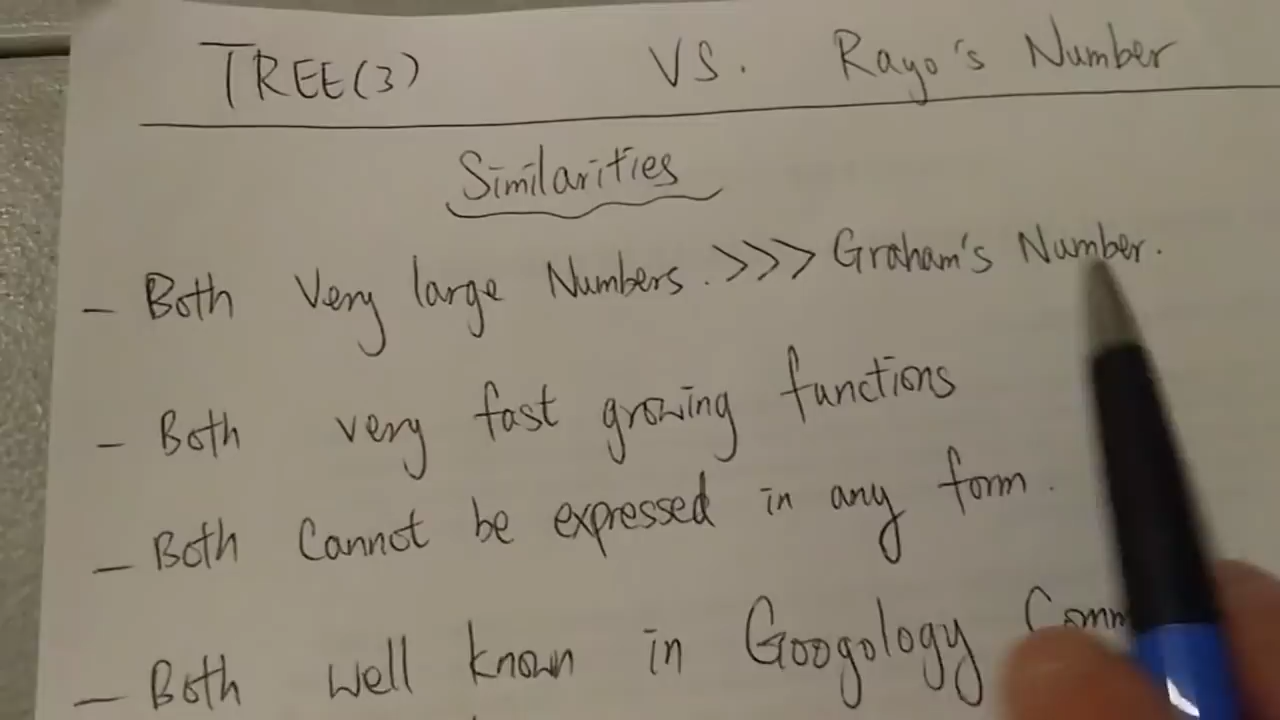 TREE(3) VS. Rayo's Number
Similarities
- Both Very large Numbers. >>> Graham's Number.
- Both very fast growing functions
- Both Cannot be expressed in any form.
- Both well known in Googology